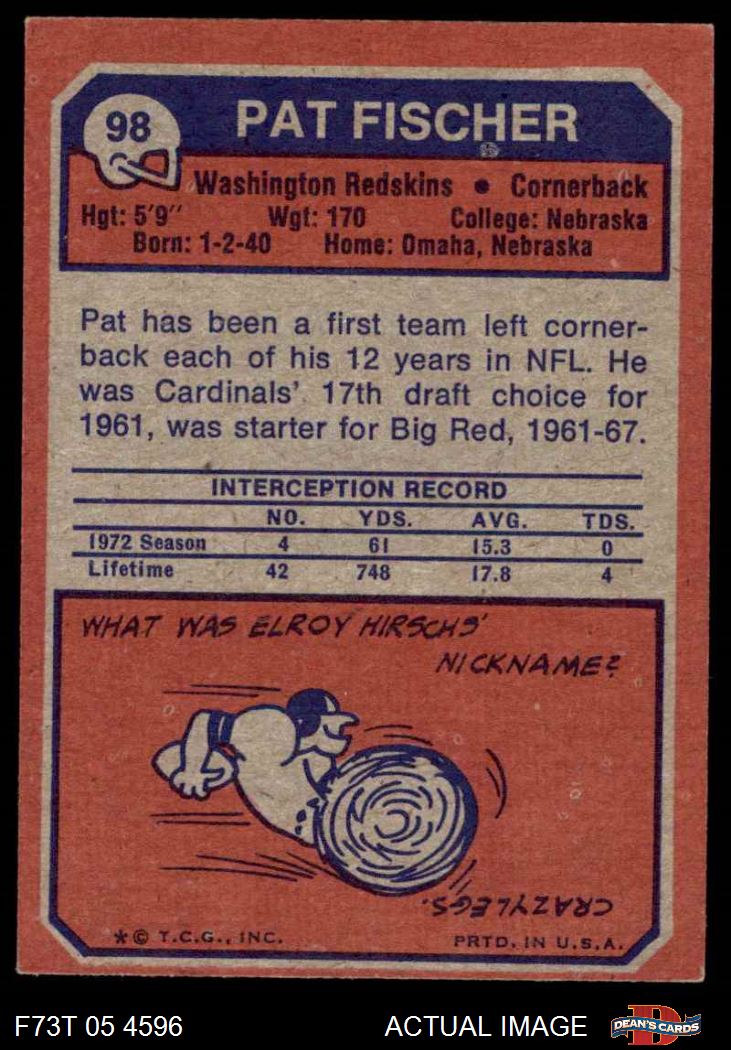 98
PAT FISCHER
Washington Redskins • Cornerback
Hgt: 5'9" Wgt: 170 College: Nebraska
Born: 1-2-40 Home: Omaha, Nebraska
Pat has been a first team left corner-
back each of his 12 years in NFL. He
was Cardinals' 17th draft choice for
1961, was starter for Big Red, 1961-67.
INTERCEPTION RECORD
NO. YDS. AVG. TDS.
1972 Season 4 61 15.3 0
Lifetime 42 748 17.8 4
WHAT WAS ELROY HIRSCHS'
NICKNAME?
CRAZYLEGS.
*© T.C.G., INC. PRTD. IN U.S.A.
F73T 05 4596 ACTUAL IMAGE D DEAN'S CARDS